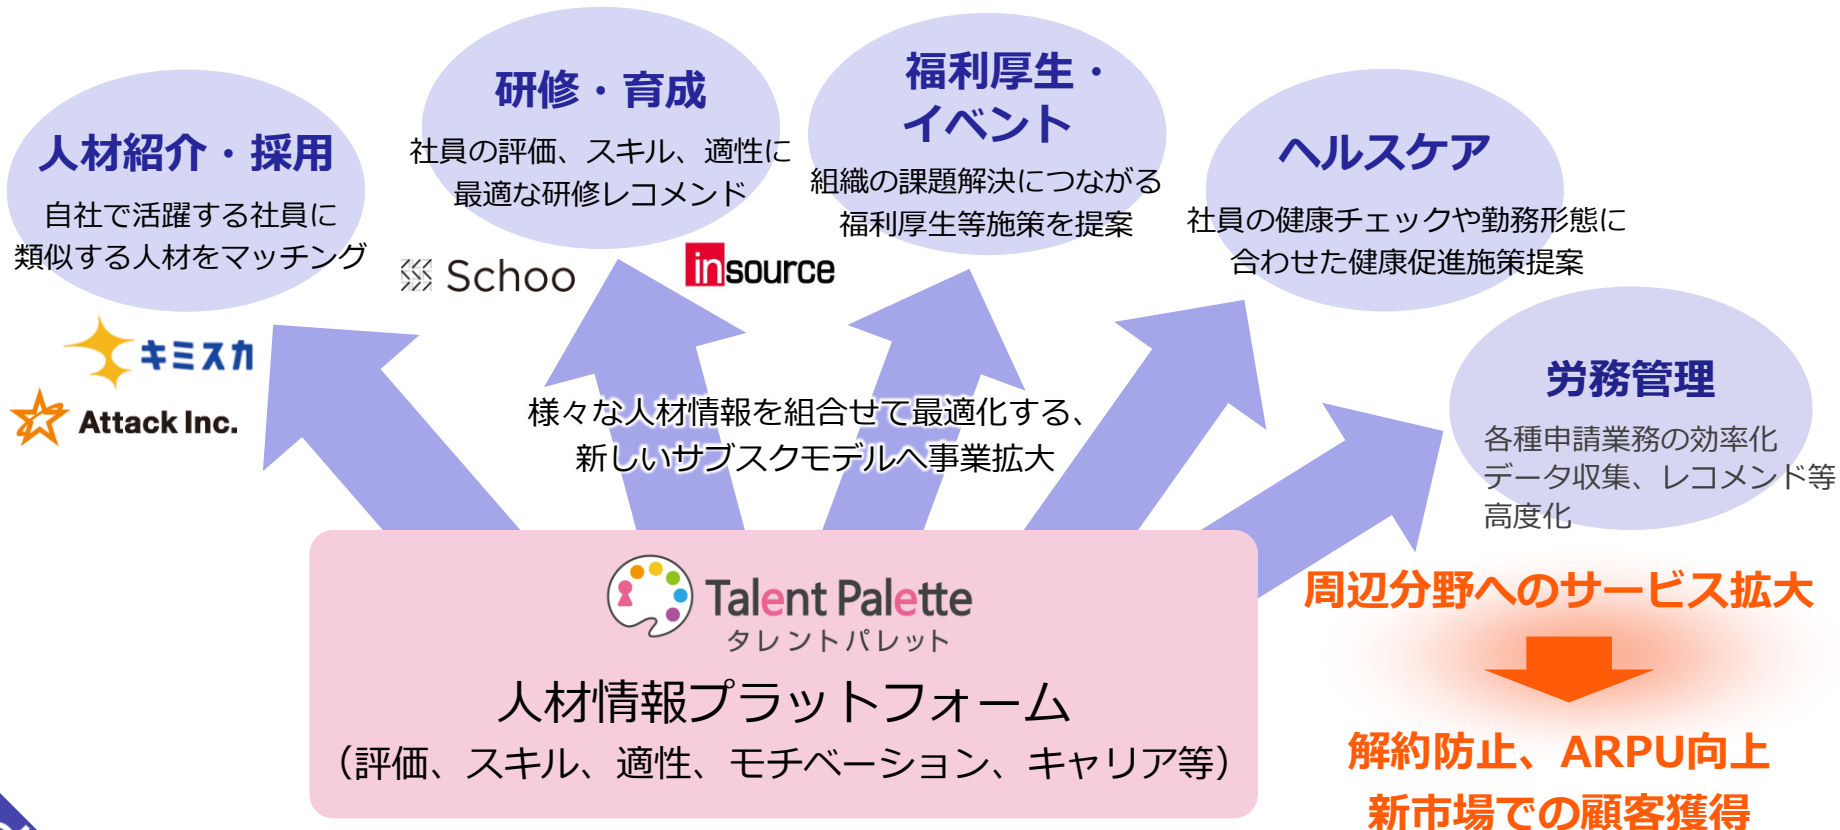 人材紹介・採用
自社で活躍する社員に
類似する人材をマッチング
キミスカ
Attack Inc.
研修・育成
社員の評価、スキル、適性に
最適な研修レコメンド
Schoo
insource
福利厚生・
イベント
組織の課題解決につながる
福利厚生等施策を提案
ヘルスケア
社員の健康チェックや勤務形態に
合わせた健康促進施策提案
労務管理
各種申請業務の効率化
データ収集、レコメンド等
高度化
様々な人材情報を組合せて最適化する、
新しいサブスクモデルへ事業拡大
Talent Palette
タレントパレット
人材情報プラットフォーム
（評価、スキル、適性、モチベーション、キャリア等）
周辺分野へのサービス拡大
解約防止、ARPU向上
新市場での顧客獲得